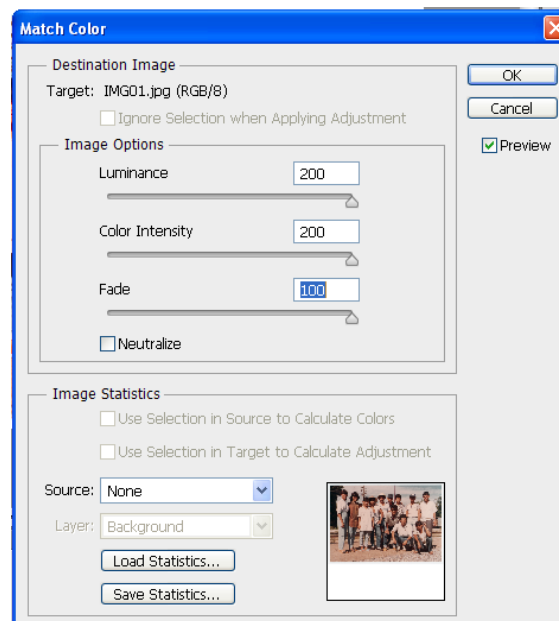 Match Color
Destination Image
Target: IMG01.jpg (RGB/8)
Ignore Selection when Applying Adjustment
Image Options
Luminance 200
Color Intensity 200
Fade 100
Neutralize
Image Statistics
Use Selection in Source to Calculate Colors
Use Selection in Target to Calculate Adjustment
Source: None
Layer: Background
Load Statistics...
Save Statistics...
OK
Cancel
Preview